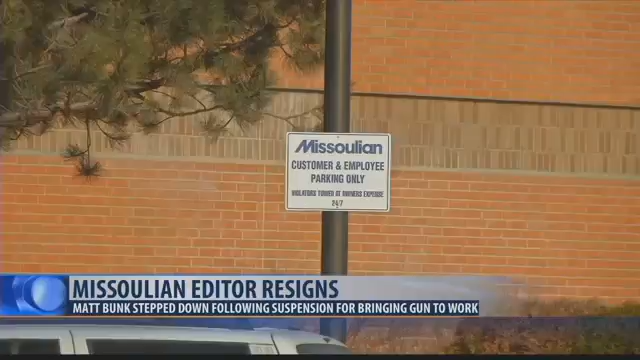 Missoulian
CUSTOMER & EMPLOYEE
PARKING ONLY
VIOLATORS TOWED AT OWNERS EXPENSE
24/7
MISSOULIAN EDITOR RESIGNS
MATT BUNK STEPPED DOWN FOLLOWING SUSPENSION FOR BRINGING GUN TO WORK